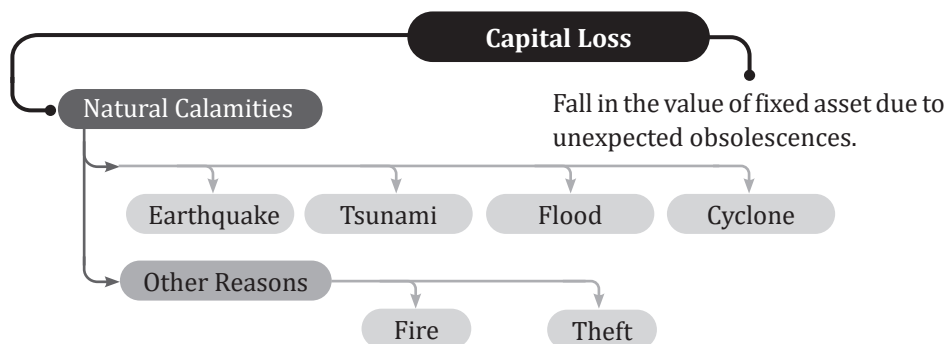 Capital Loss
Natural Calamities
Fall in the value of fixed asset due to
unexpected obsolescences.
Earthquake Tsunami Flood Cyclone
Other Reasons
Fire Theft